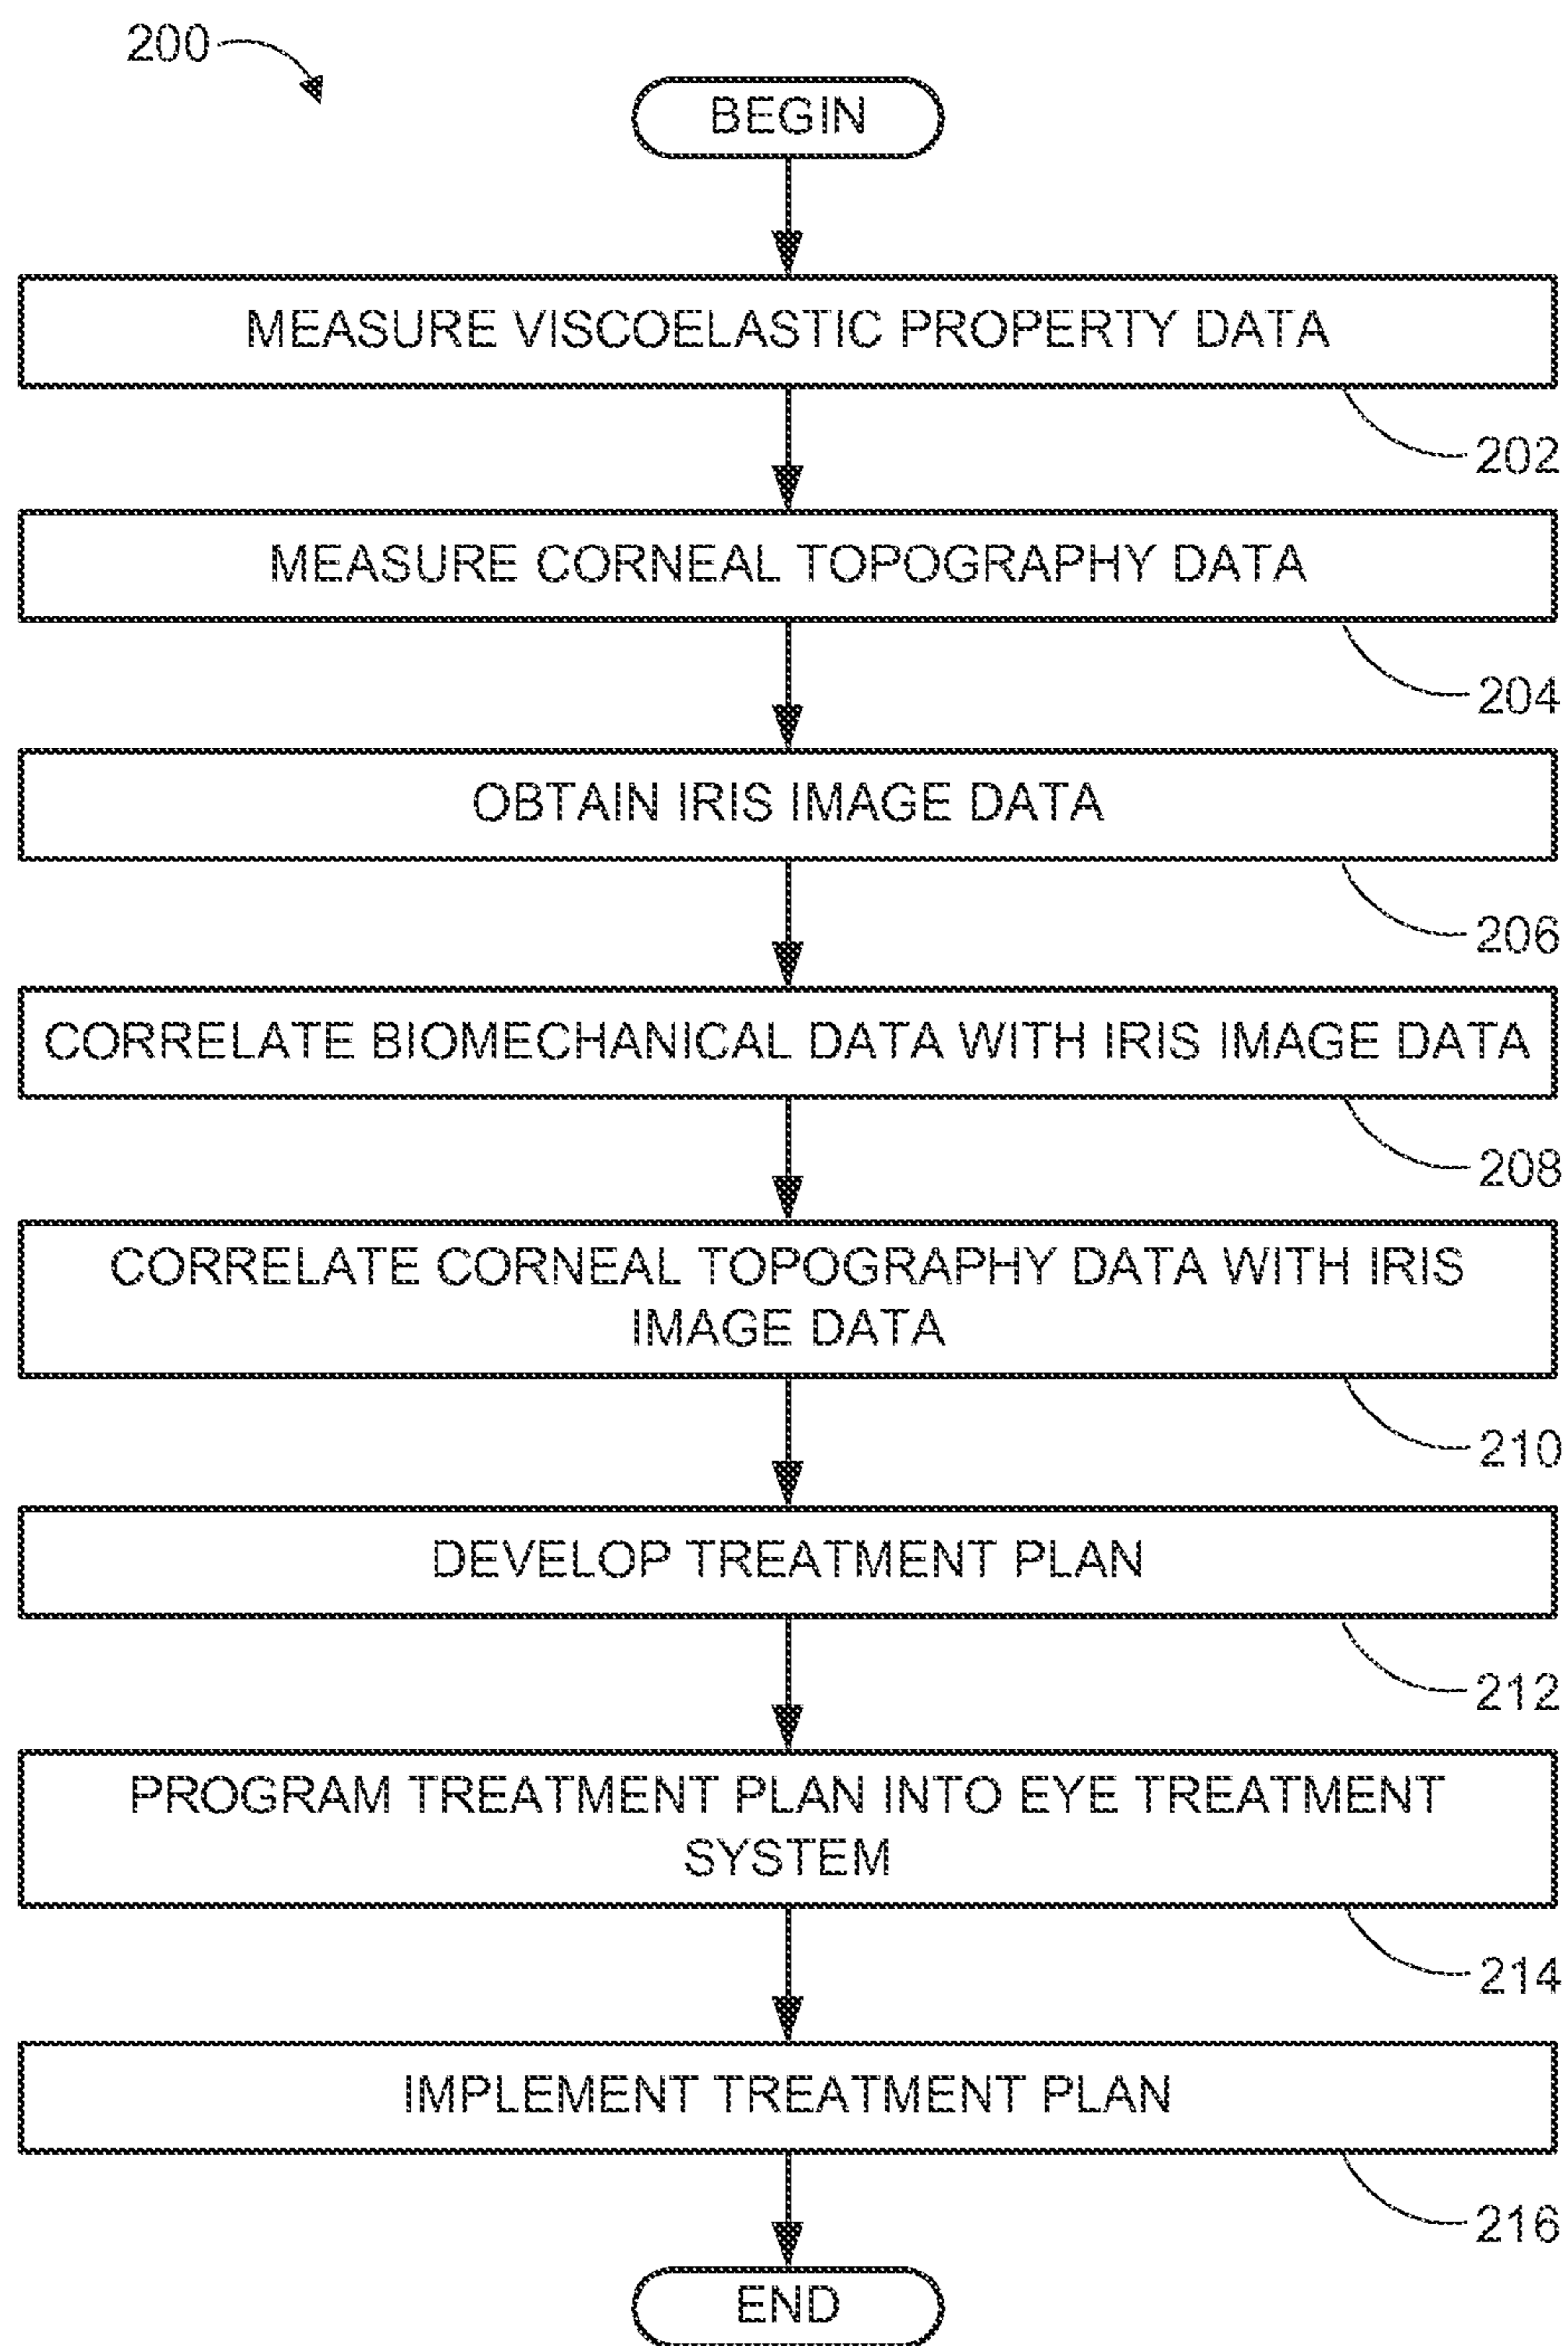 200
BEGIN
MEASURE VISCOELASTIC PROPERTY DATA
202
MEASURE CORNEAL TOPOGRAPHY DATA
204
OBTAIN IRIS IMAGE DATA
206
CORRELATE BIOMECHANICAL DATA WITH IRIS IMAGE DATA
208
CORRELATE CORNEAL TOPOGRAPHY DATA WITH IRIS
IMAGE DATA
210
DEVELOP TREATMENT PLAN
212
PROGRAM TREATMENT PLAN INTO EYE TREATMENT
SYSTEM
214
IMPLEMENT TREATMENT PLAN
216
END